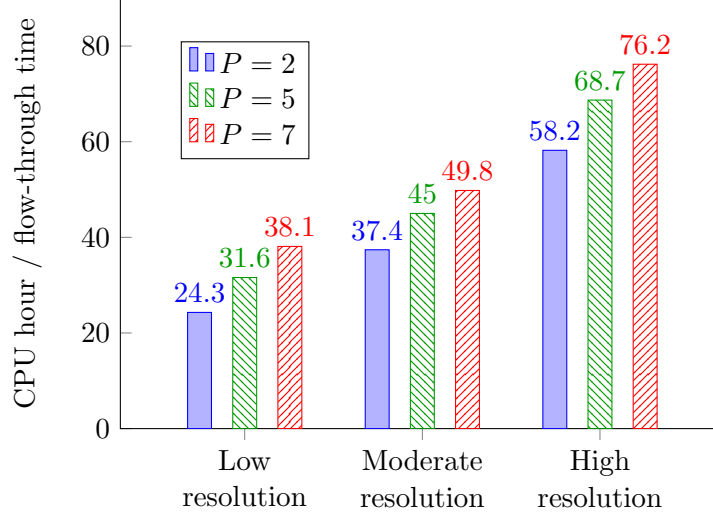 CPU hour / flow-through time
80
60
40
20
0
P = 2
P = 5
P = 7
24.3
31.6
38.1
37.4
45
49.8
58.2
68.7
76.2
Low
resolution
Moderate
resolution
High
resolution